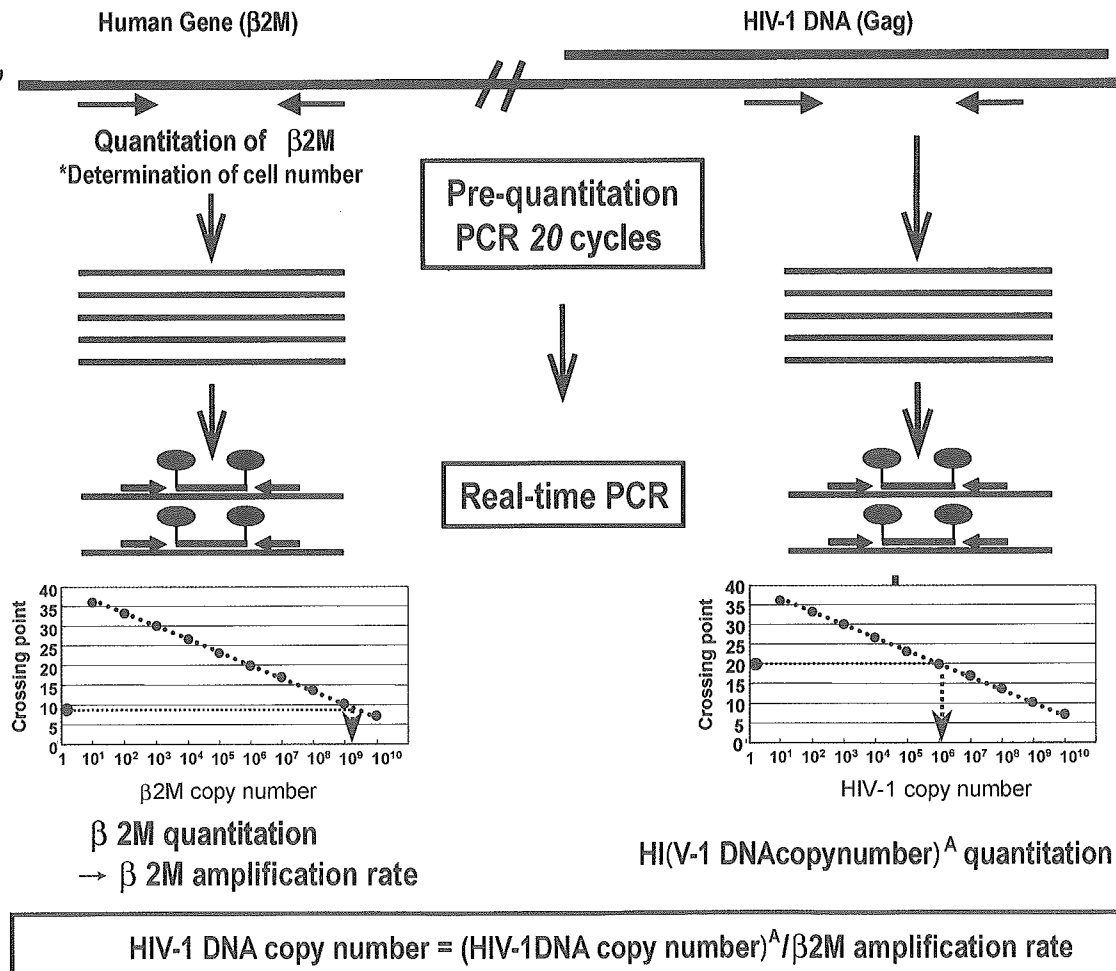 Human Gene (β2M)
HIV-1 DNA (Gag)
Quantitation of β2M
*Determination of cell number
Pre-quantitation
PCR 20 cycles
Real-time PCR
Crossing point
40
35
30
25
20
15
10
5
0
1 10¹ 10² 10³ 10⁴ 10⁵ 10⁶ 10⁷ 10⁸ 10⁹ 10¹⁰
β2M copy number
Crossing point
40
35
30
25
20
15
10
5
0
1 10¹ 10² 10³ 10⁴ 10⁵ 10⁶ 10⁷ 10⁸ 10⁹ 10¹⁰
HIV-1 copy number
β 2M quantitation
→ β 2M amplification rate
HI(V-1 DNAcopynumber)ᴬ quantitation
HIV-1 DNA copy number = (HIV-1DNA copy number)ᴬ/β2M amplification rate